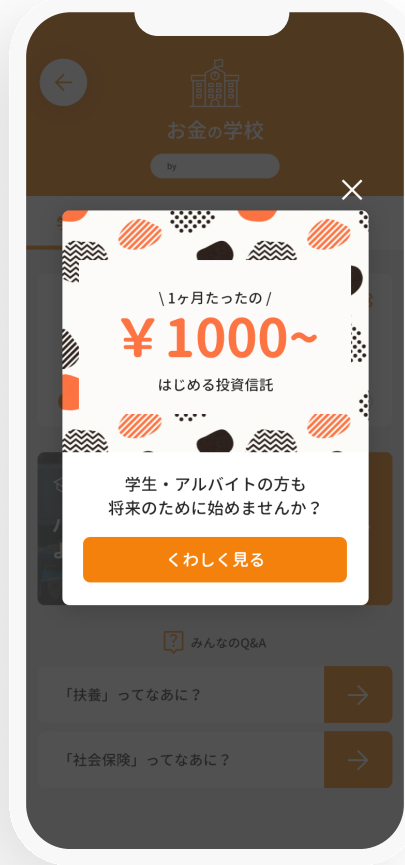 お金の学校
by
\ 1ヶ月たったの /
¥1000~
はじめる投資信託
学生・アルバイトの方も
将来のために始めませんか？
くわしく見る
みんなのQ&A
「扶養」ってなあに？
「社会保険」ってなあに？